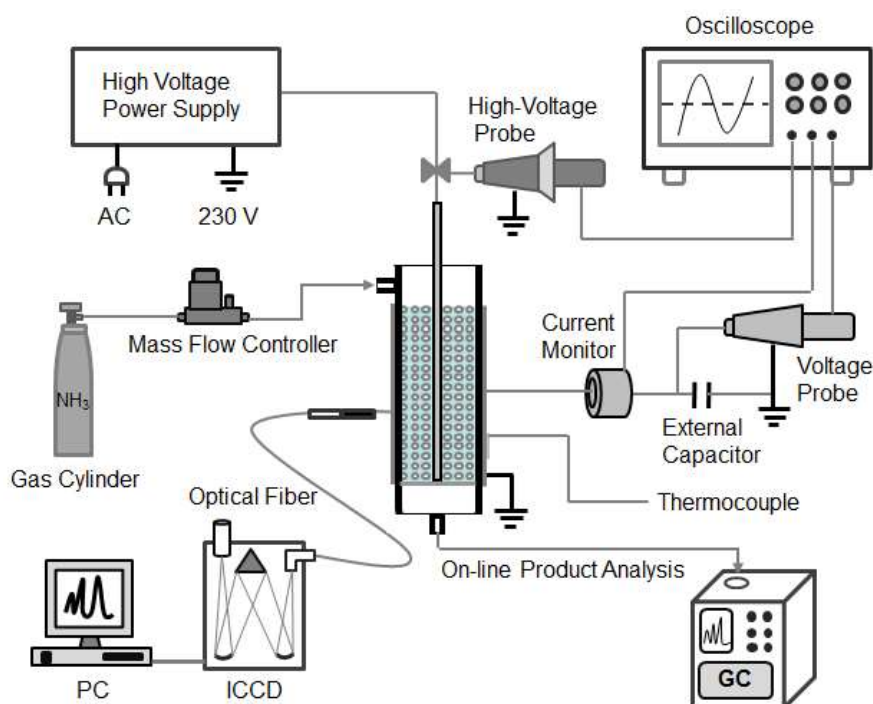 Oscilloscope
High Voltage
Power Supply
High-Voltage
Probe
AC
230 V
Mass Flow Controller
Current
Monitor
Voltage
Probe
NH₃
External
Capacitor
Gas Cylinder
Optical Fiber
Thermocouple
On-line Product Analysis
GC
PC
ICCD